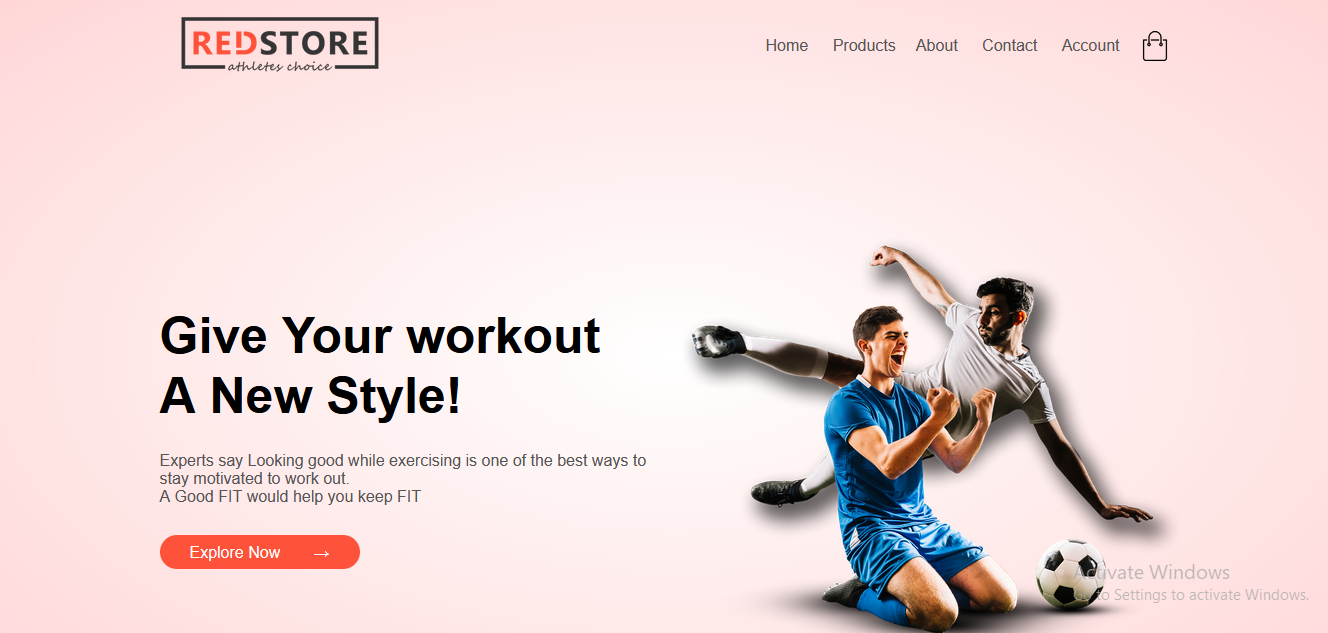 REDSTORE
athletes choice
Home Products About Contact Account
Give Your workout
A New Style!
Experts say Looking good while exercising is one of the best ways to
stay motivated to work out.
A Good FIT would help you keep FIT
Explore Now →
Activate Windows
Go to Settings to activate Windows.